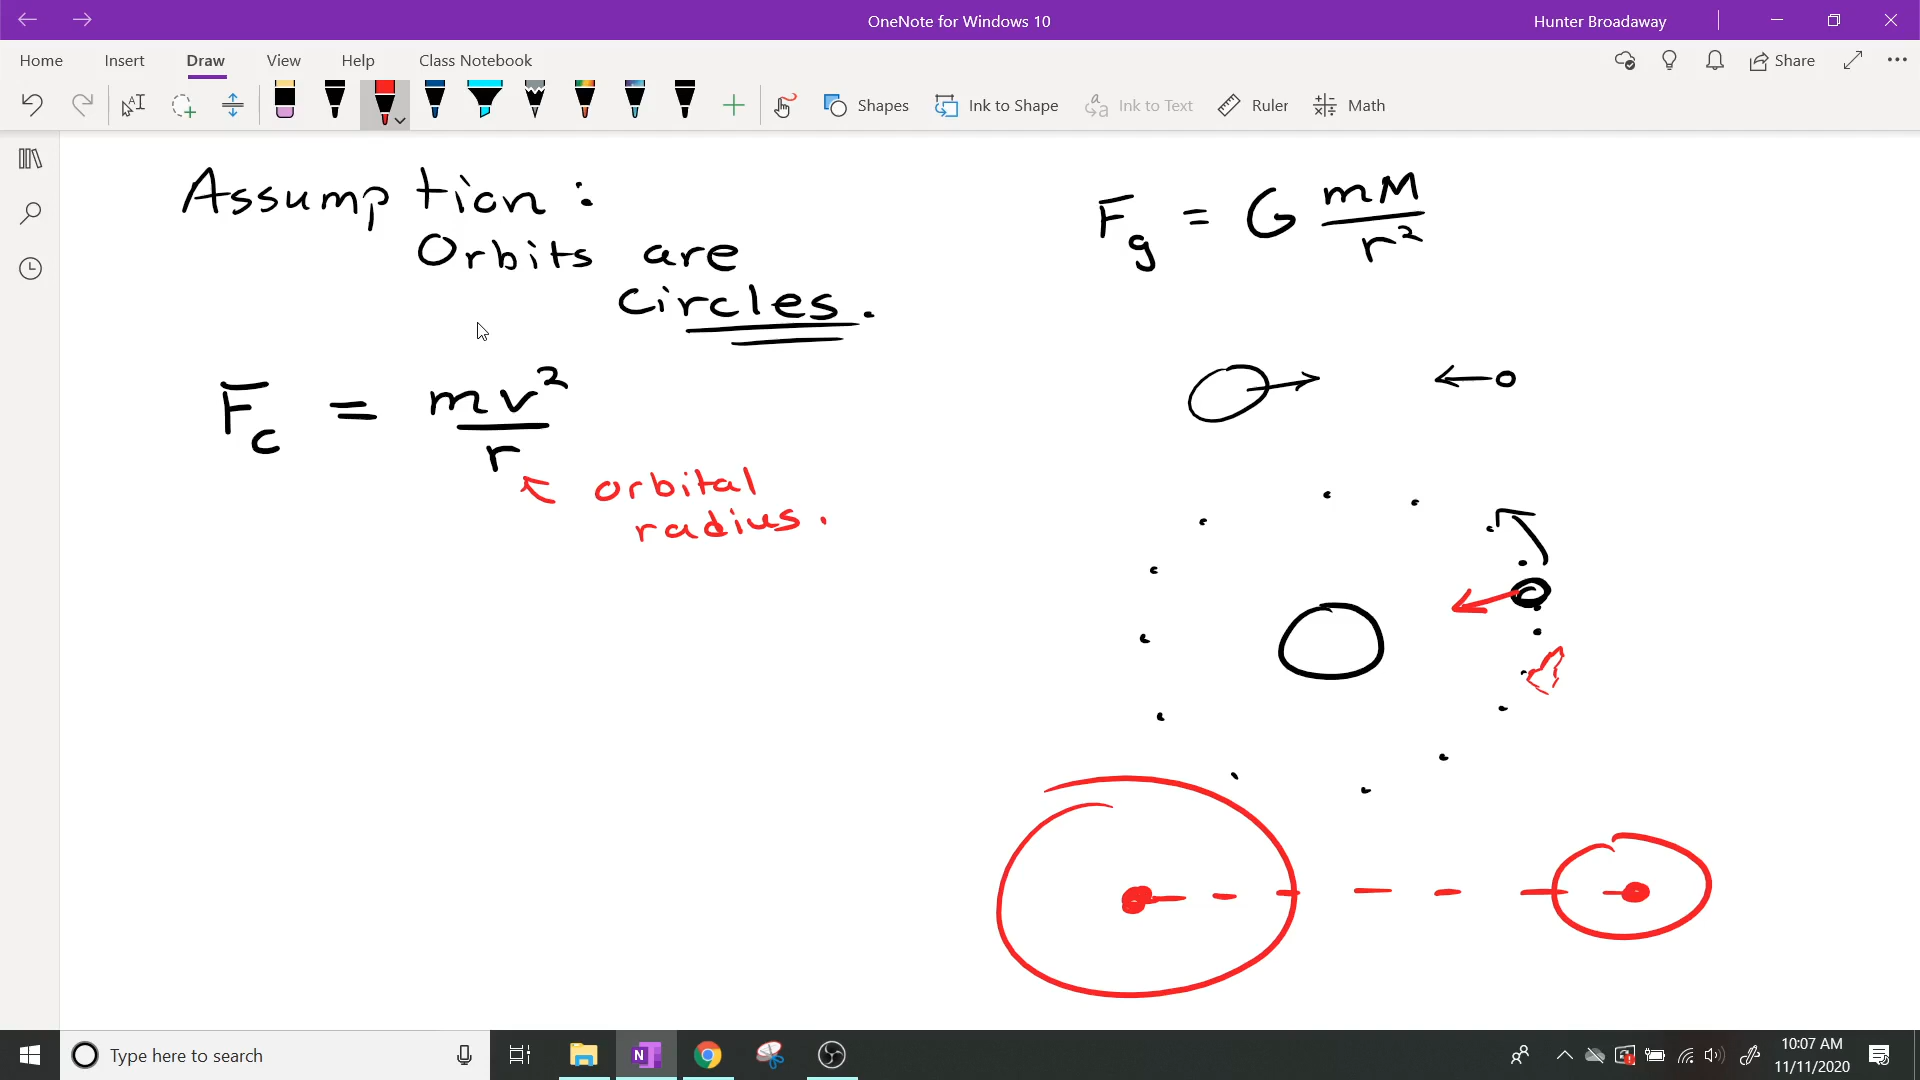 OneNote for Windows 10
Hunter Broadaway
Home Insert Draw View Help Class Notebook
Share
Shapes Ink to Shape Ink to Text Ruler Math
Assumption:
Orbits are
circles.
F_c = mv²/r
orbital
radius.
F_g = G mM/r²
Type here to search
10:07 AM
11/11/2020